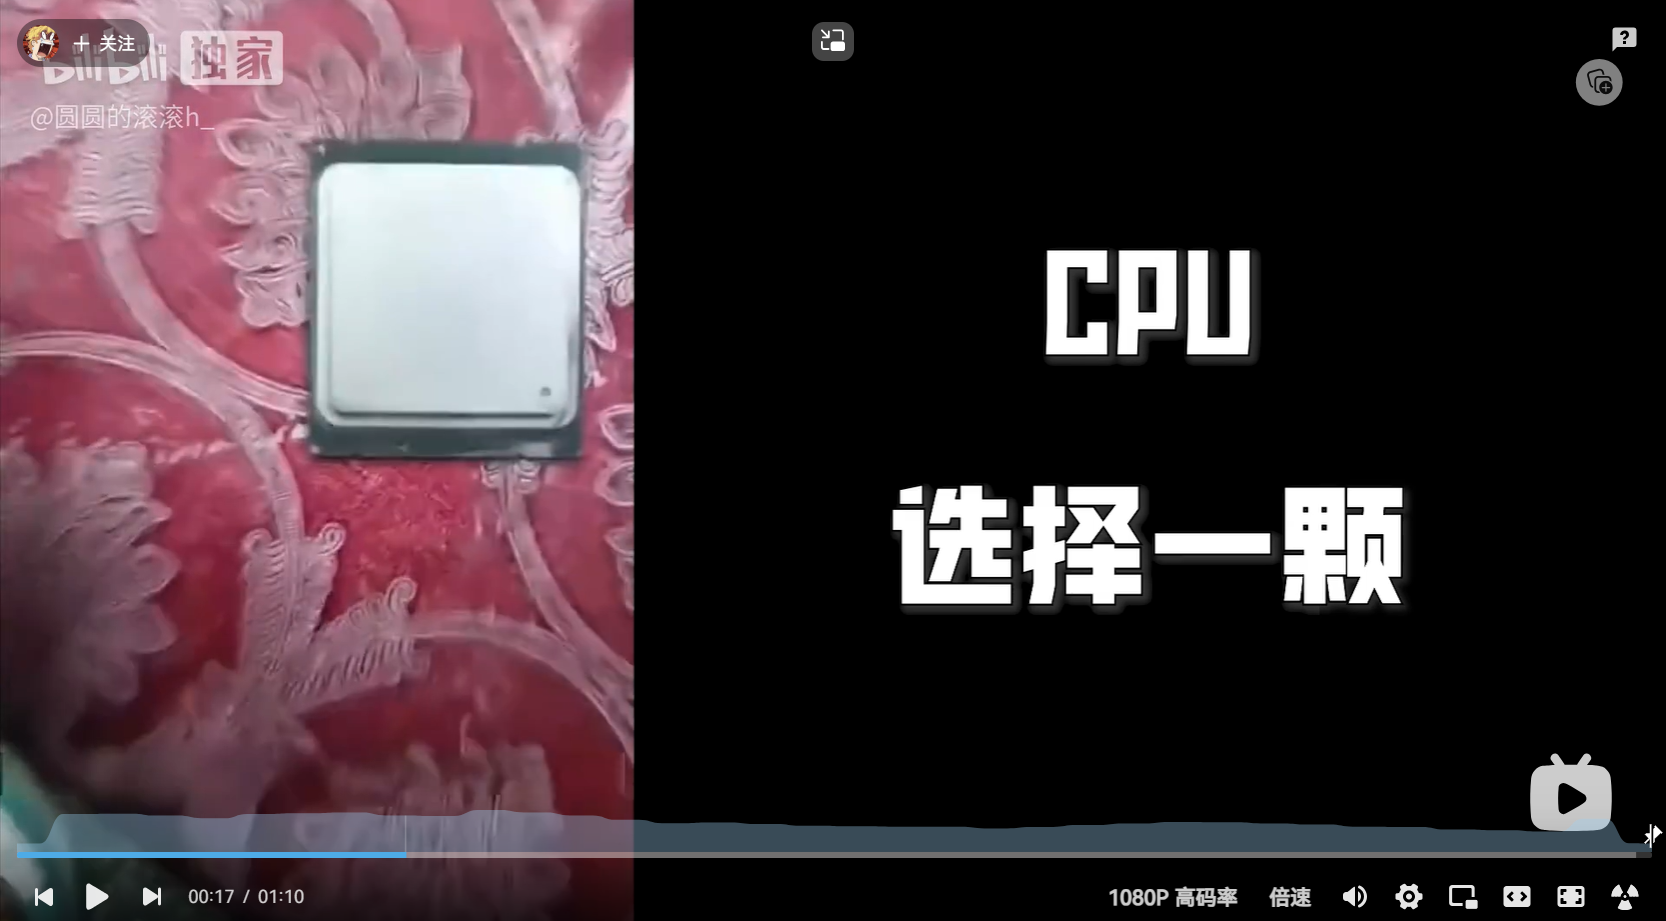 + 关注
bilibili 独家
@圆圆的滚滚h_
CPU
选择一颗
00:17 / 01:10
1080P 高码率
倍速